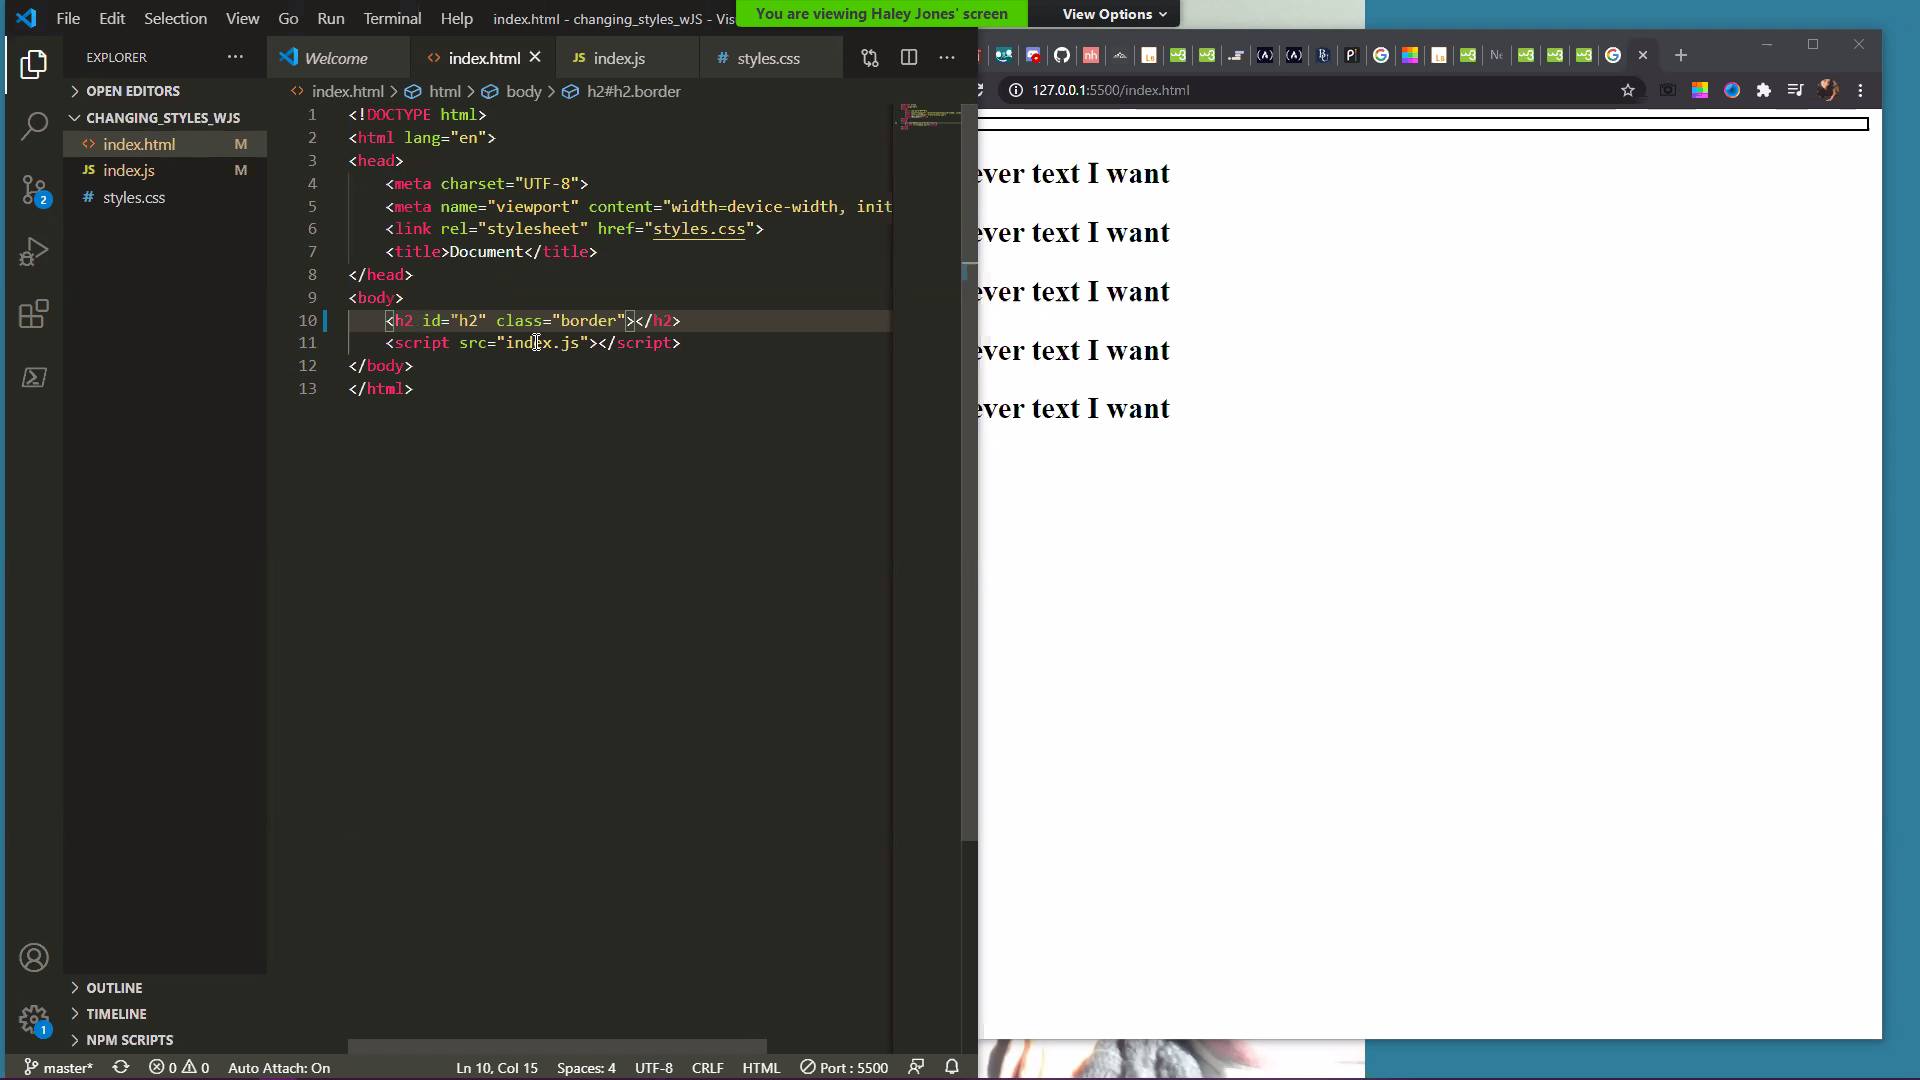 File Edit Selection View Go Run Terminal Help index.html - changing_styles_wJS - Vis
You are viewing Haley Jones' screen
View Options
EXPLORER
OPEN EDITORS
CHANGING_STYLES_WJS
index.html M
index.js M
styles.css
2
1
OUTLINE
TIMELINE
NPM SCRIPTS
Welcome index.html index.js styles.css
index.html > html > body > h2#h2.border
1 <!DOCTYPE html>
2 <html lang="en">
3 <head>
4 <meta charset="UTF-8">
5 <meta name="viewport" content="width=device-width, init
6 <link rel="stylesheet" href="styles.css">
7 <title>Document</title>
8 </head>
9 <body>
10 <h2 id="h2" class="border"></h2>
11 <script src="index.js"></script>
12 </body>
13 </html>
master* 0 0 Auto Attach: On Ln 10, Col 15 Spaces: 4 UTF-8 CRLF HTML Port : 5500
127.0.0.1:5500/index.html
ever text I want
ever text I want
ever text I want
ever text I want
ever text I want